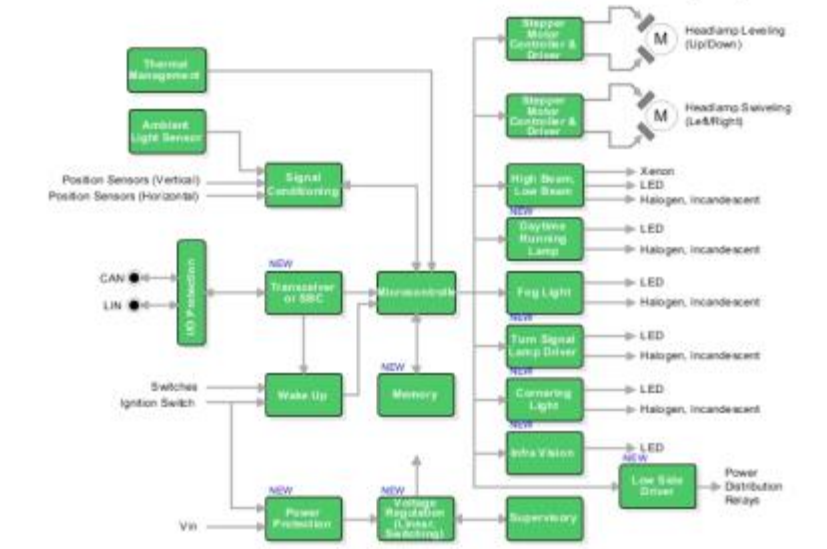 Thermal
Management
Ambient
Light Sensor
Position Sensors (Vertical)
Position Sensors (Horizontal)
Signal
Conditioning
CAN
LIN
I/O Protection
NEW
Transceiver
or SBC
Microcontrolle
Switches
Ignition Switch
Wake Up
NEW
Memory
Vin
NEW
Power
Protection
NEW
Voltage
Regulation
(Linear,
Switching)
Supervisory
Stepper
Motor
Controller &
Driver
M
Headlamp Leveling
(Up/Down)
Stepper
Motor
Controller &
Driver
M
Headlamp Swiveling
(Left/Right)
High Beam,
Low Beam
Xenon
LED
Halogen, Incandescent
NEW
Daytime
Running
Lamp
LED
Halogen, Incandescent
Fog Light
LED
Halogen, Incandescent
NEW
Turn Signal
Lamp Driver
LED
Halogen, Incandescent
NEW
Cornering
Light
LED
Halogen, Incandescent
NEW
Infra Vision
LED
NEW
Low Side
Driver
Power
Distribution
Relays